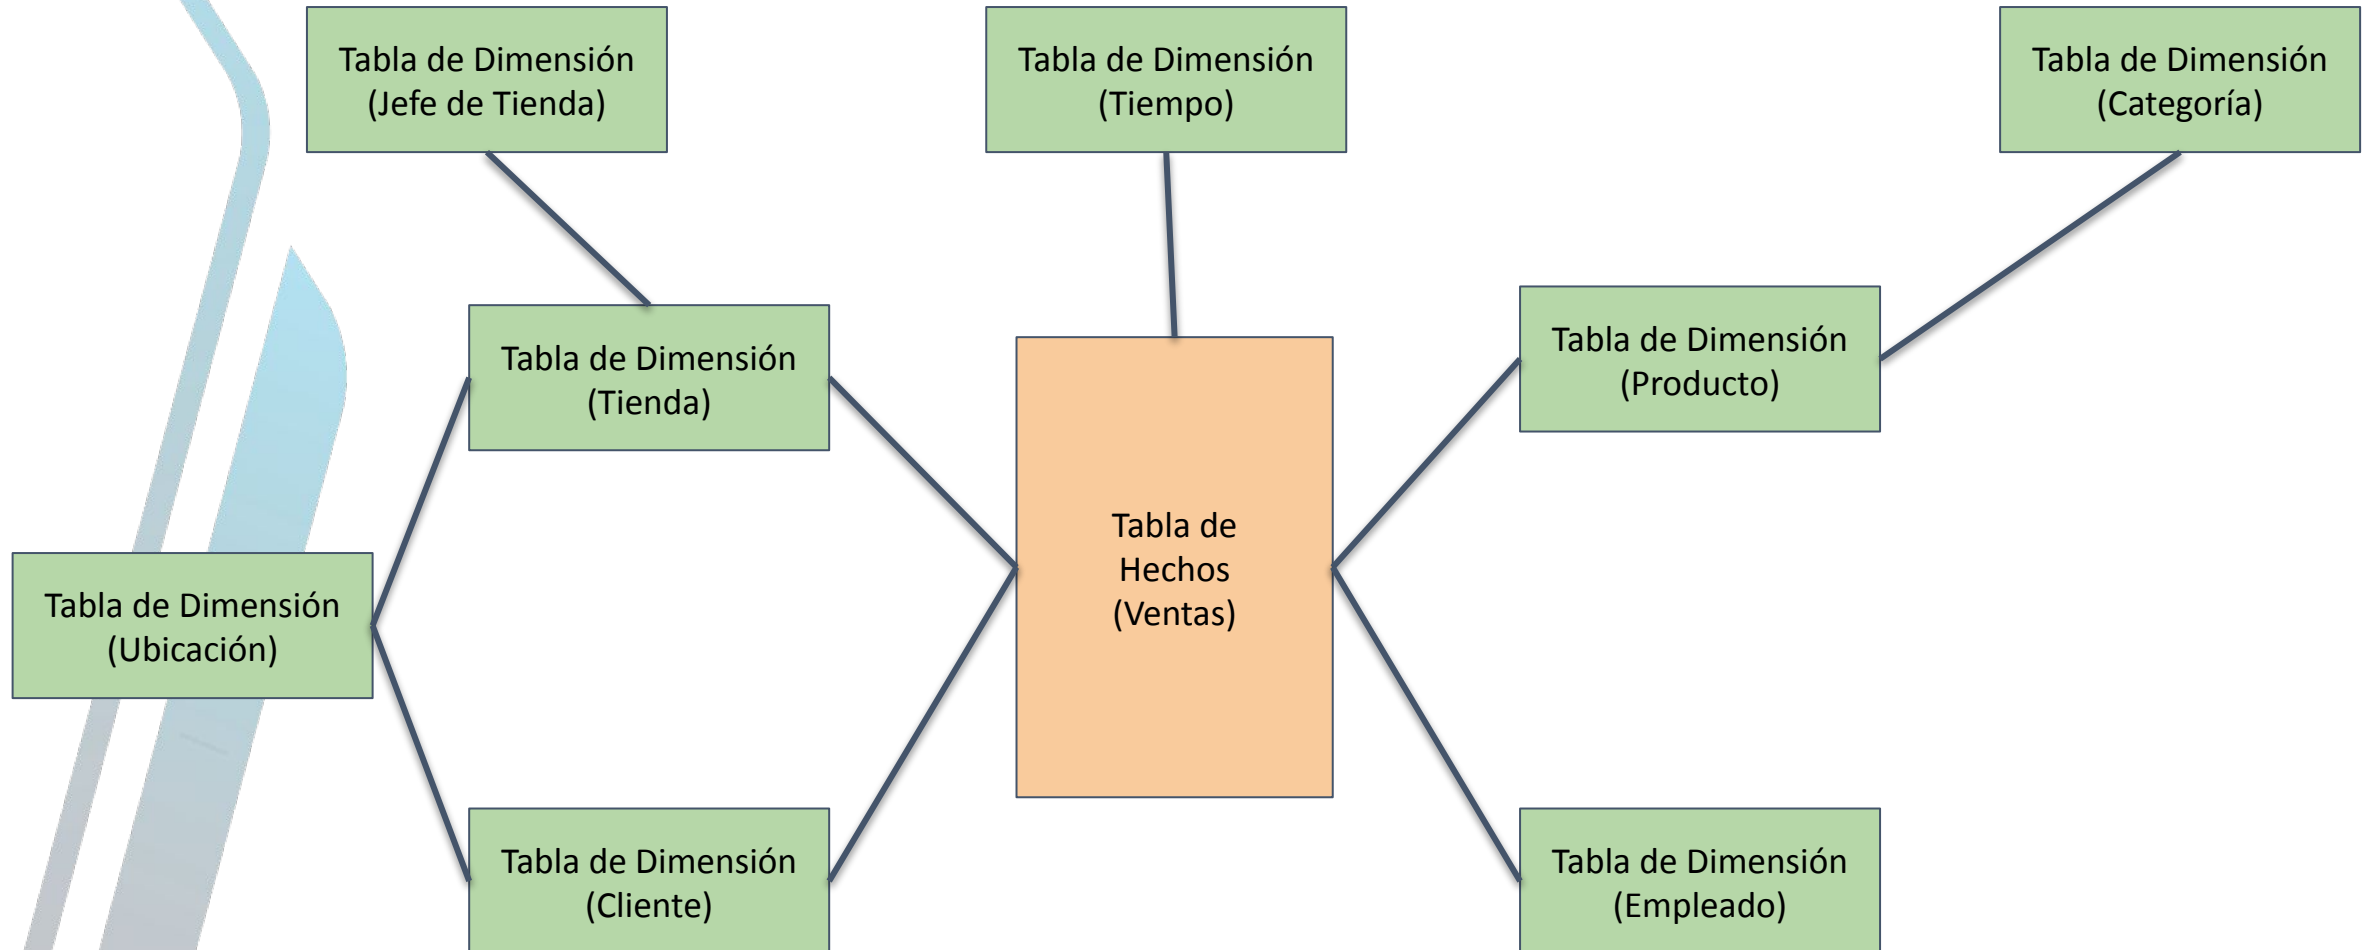 Tabla de Dimensión
(Jefe de Tienda)
Tabla de Dimensión
(Tiempo)
Tabla de Dimensión
(Categoría)
Tabla de Dimensión
(Tienda)
Tabla de Dimensión
(Producto)
Tabla de
Hechos
(Ventas)
Tabla de Dimensión
(Ubicación)
Tabla de Dimensión
(Cliente)
Tabla de Dimensión
(Empleado)